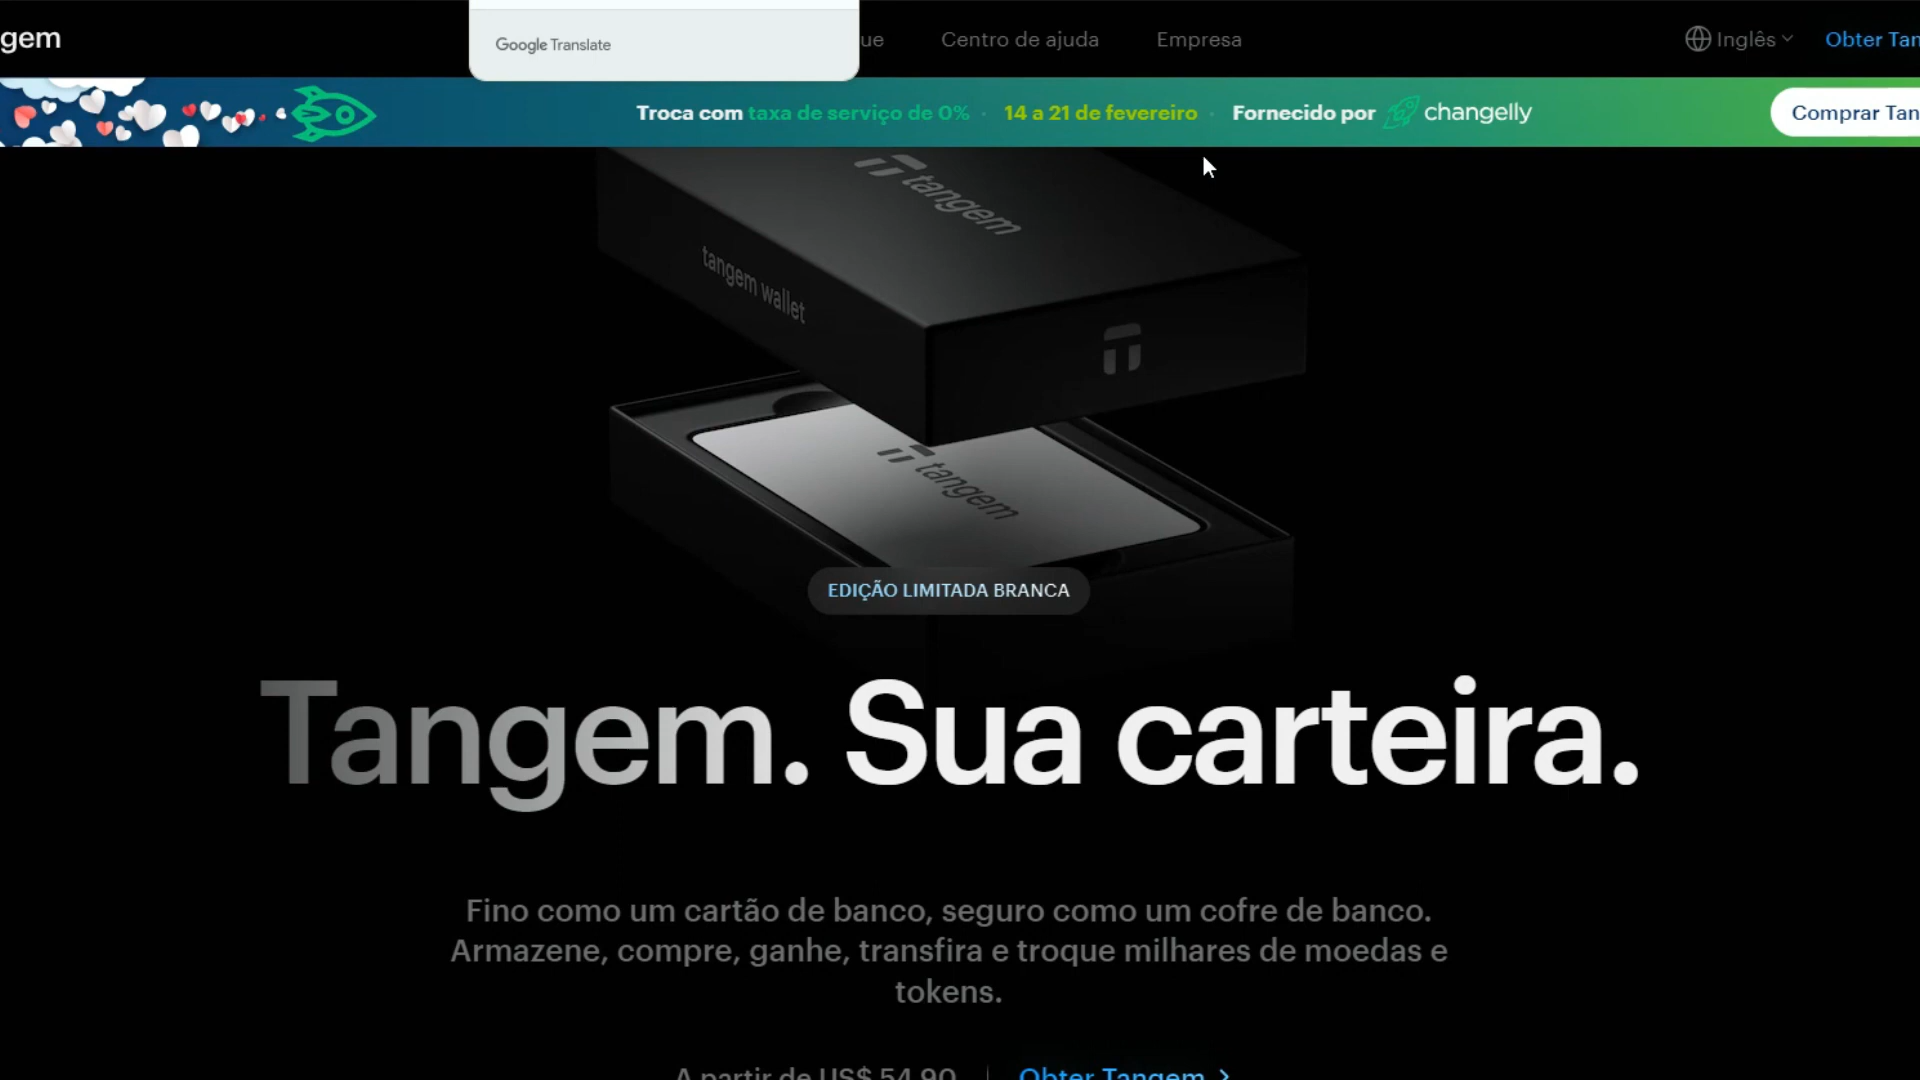 gem
Google Translate
ue
Centro de ajuda
Empresa
Inglês
Obter Tan
Troca com taxa de serviço de 0% · 14 a 21 de fevereiro · Fornecido por changelly
Comprar Tan
tangem
tangem wallet
tangem
EDIÇÃO LIMITADA BRANCA
Tangem. Sua carteira.
Fino como um cartão de banco, seguro como um cofre de banco.
Armazene, compre, ganhe, transfira e troque milhares de moedas e
tokens.
A partir de US$ 54,90 | Obter Tangem >